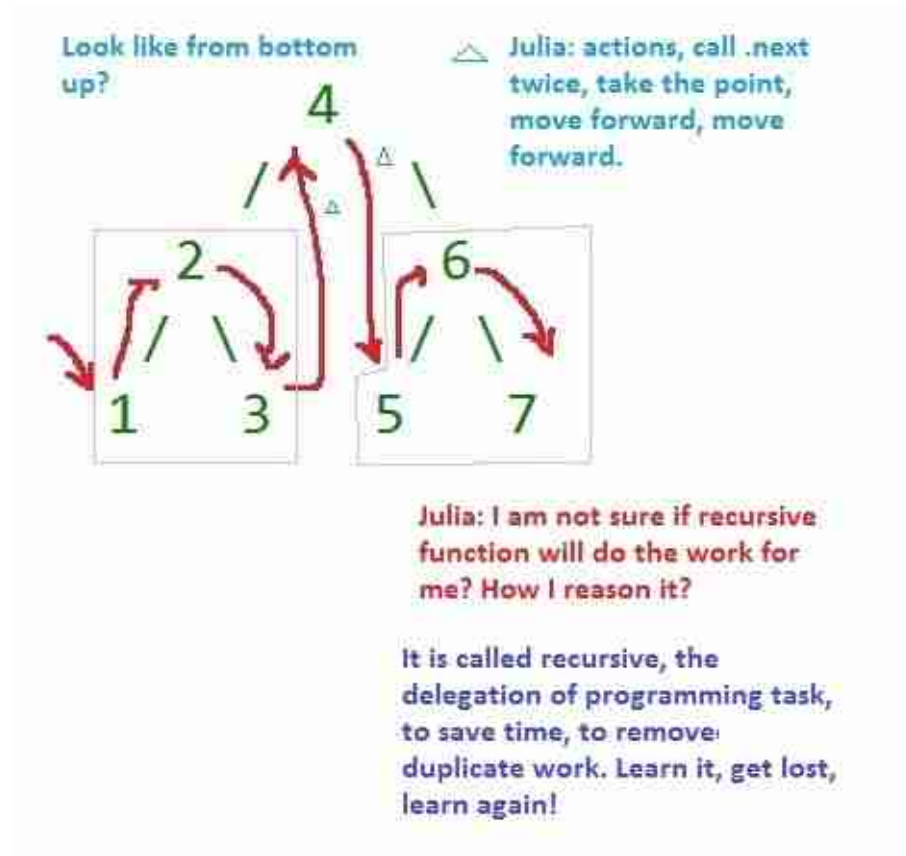 Look like from bottom
up?
Julia: actions, call .next
twice, take the point,
move forward, move
forward.
4
/ \
2 6
/ \ / \
1 3 5 7
Julia: I am not sure if recursive
function will do the work for
me? How I reason it?
It is called recursive, the
delegation of programming task,
to save time, to remove
duplicate work. Learn it, get lost,
learn again!